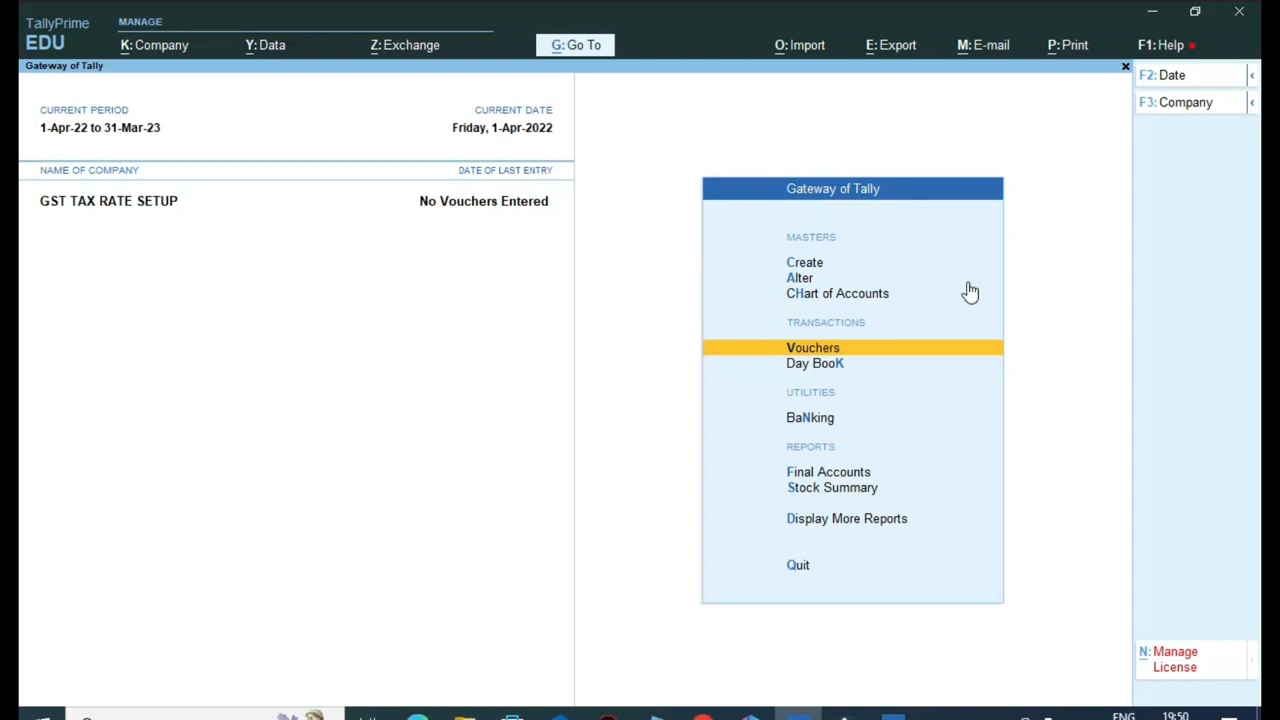 TallyPrime
EDU
MANAGE
K: Company
Y: Data
Z: Exchange
G: Go To
O: Import
E: Export
M: E-mail
P: Print
F1: Help
Gateway of Tally
F2: Date
F3: Company
CURRENT PERIOD
CURRENT DATE
1-Apr-22 to 31-Mar-23
Friday, 1-Apr-2022
NAME OF COMPANY
DATE OF LAST ENTRY
GST TAX RATE SETUP
No Vouchers Entered
Gateway of Tally
MASTERS
Create
Alter
CHart of Accounts
TRANSACTIONS
Vouchers
Day BooK
UTILITIES
BaNking
REPORTS
Final Accounts
Stock Summary
Display More Reports
Quit
N: Manage
License
ENG
19:50